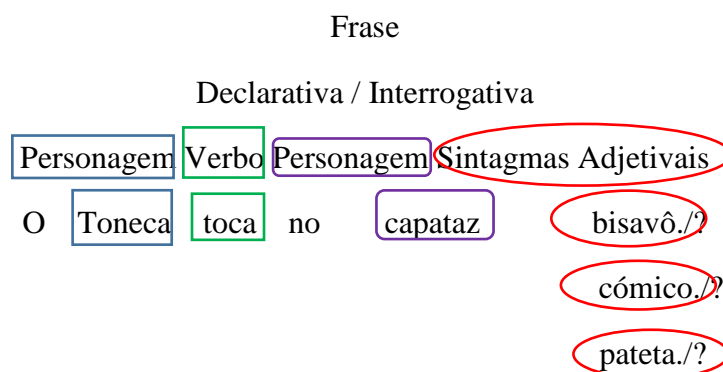 Frase
Declarativa / Interrogativa
Personagem Verbo Personagem Sintagmas Adjetivais
O Toneca toca no capataz bisavô./?
cómico./?
pateta./?